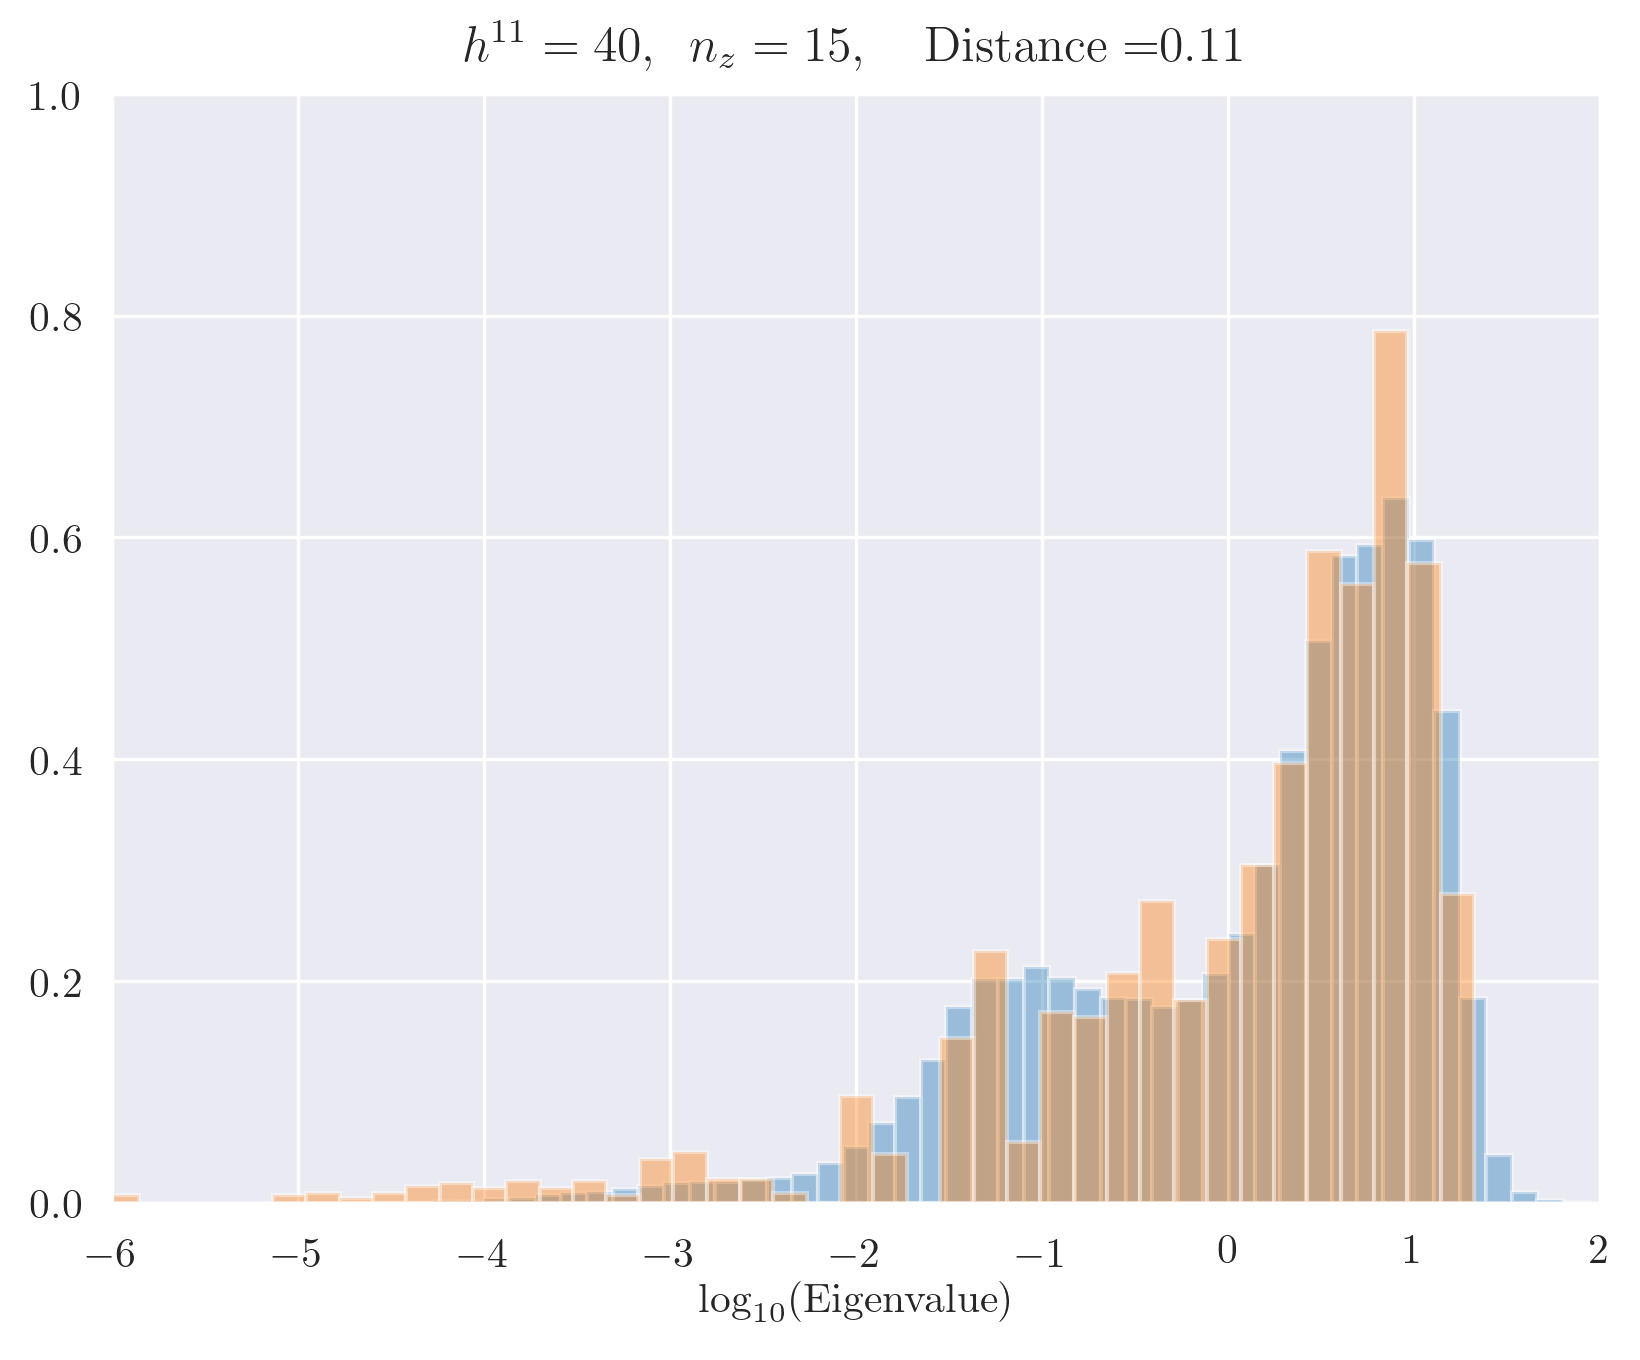 h^{11} = 40, n_z = 15, Distance =0.11
1.0
0.8
0.6
0.4
0.2
0.0
−6 −5 −4 −3 −2 −1 0 1 2
log_{10}(Eigenvalue)